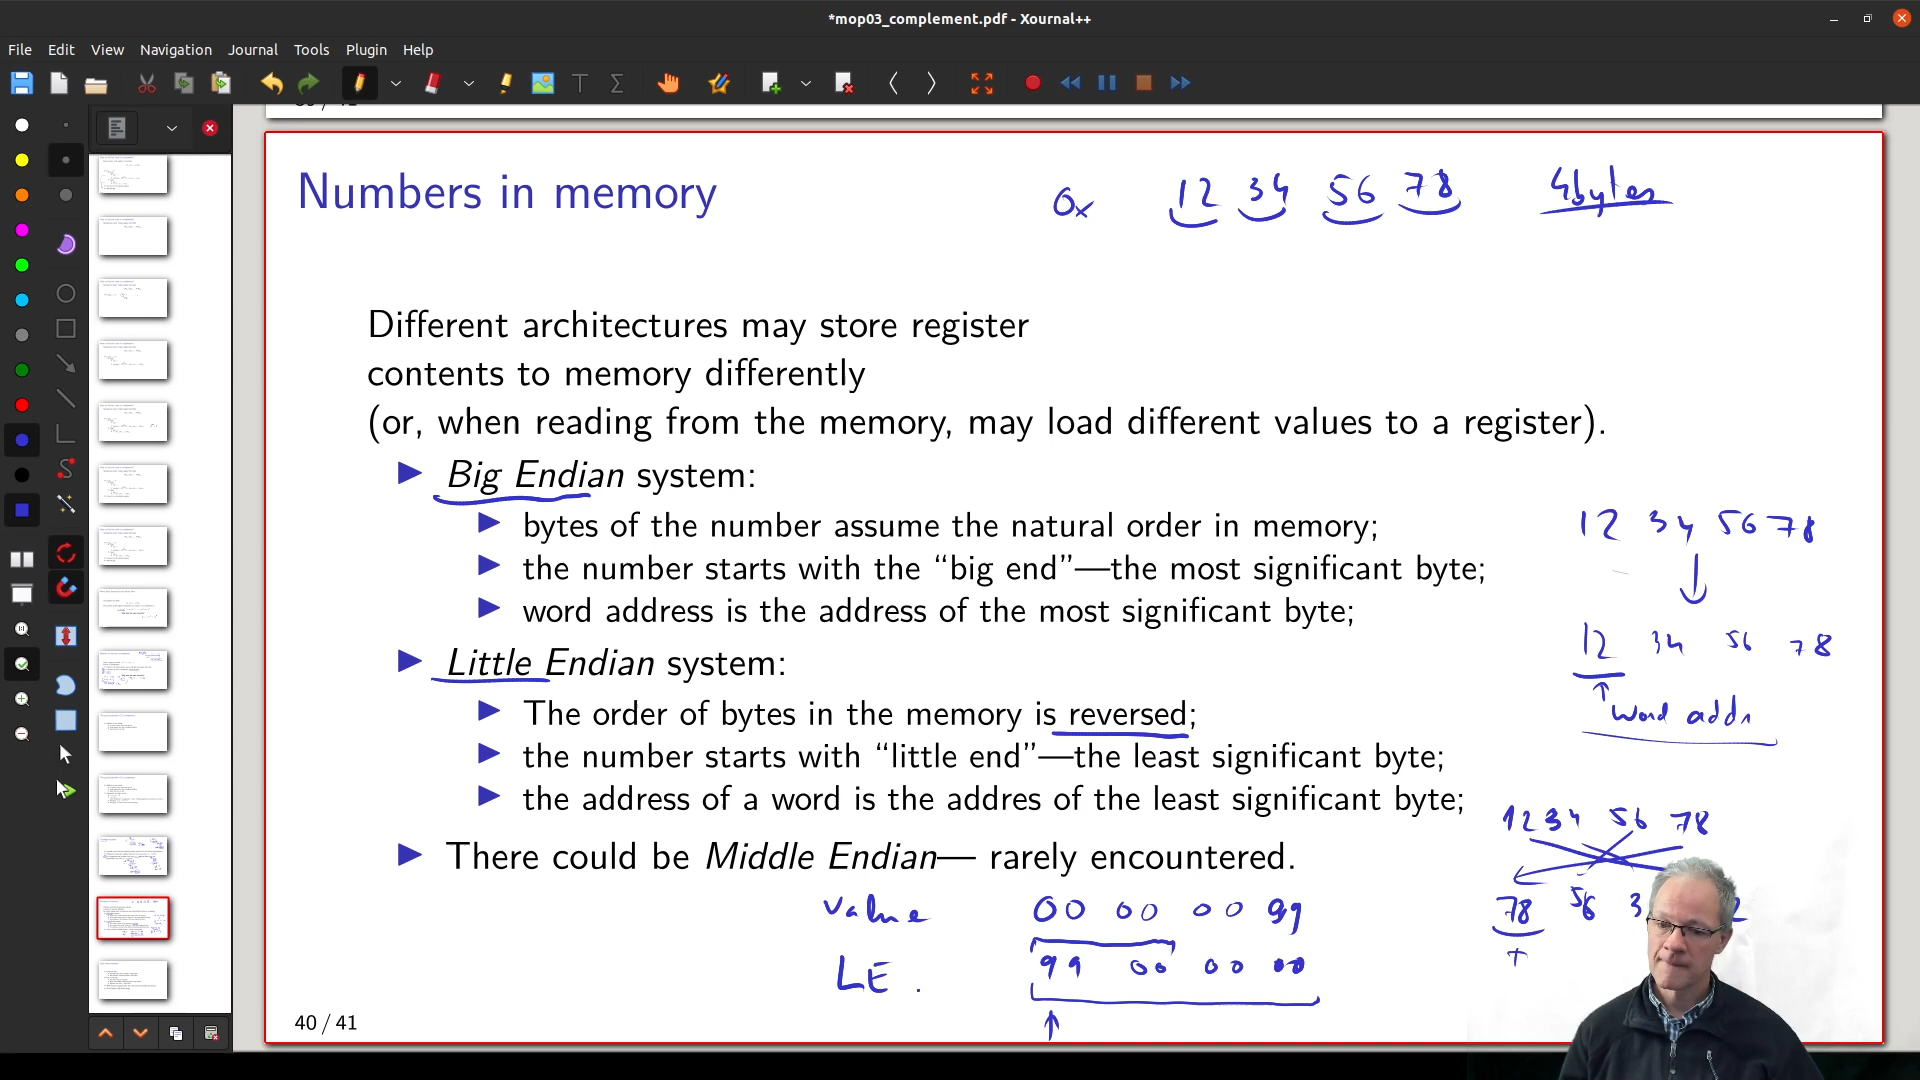 *mop03_complement.pdf - Xournal++
File Edit View Navigation Journal Tools Plugin Help
Numbers in memory
0x 12 34 56 78 4bytes
Different architectures may store register
contents to memory differently
(or, when reading from the memory, may load different values to a register).
Big Endian system:
bytes of the number assume the natural order in memory;
the number starts with the “big end”—the most significant byte;
word address is the address of the most significant byte;
12 34 56 78
12 34 56 78
word addr
Little Endian system:
The order of bytes in the memory is reversed;
the number starts with “little end”—the least significant byte;
the address of a word is the addres of the least significant byte;
There could be Middle Endian— rarely encountered.
12 34 56 78
78 56 3 2
value 00 00 00 99
LE . 99 00 00 00
40 / 41